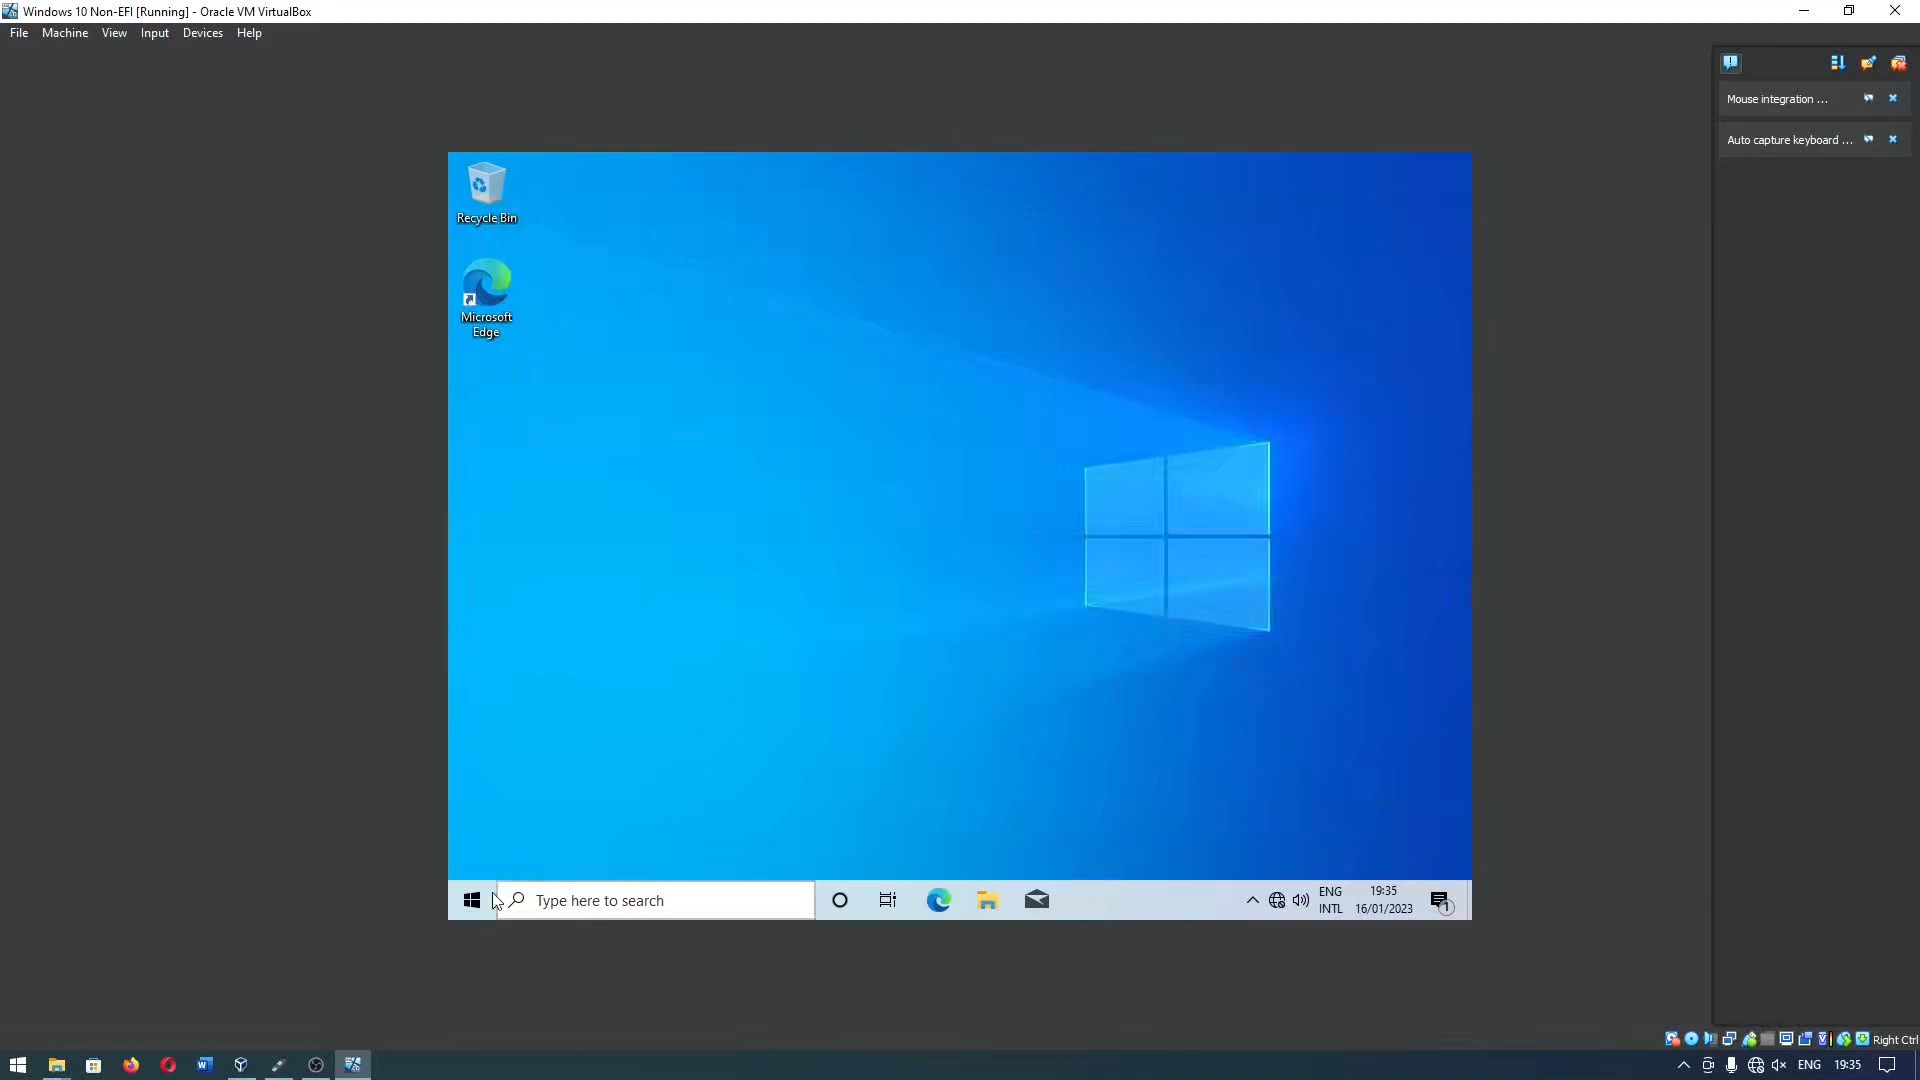 Windows 10 Non-EFI [Running] - Oracle VM VirtualBox
File Machine View Input Devices Help
Mouse integration ...
Auto capture keyboard ...
Recycle Bin
Microsoft
Edge
Type here to search
ENG
INTL
19:35
16/01/2023
1
Right Ctrl
ENG
19:35